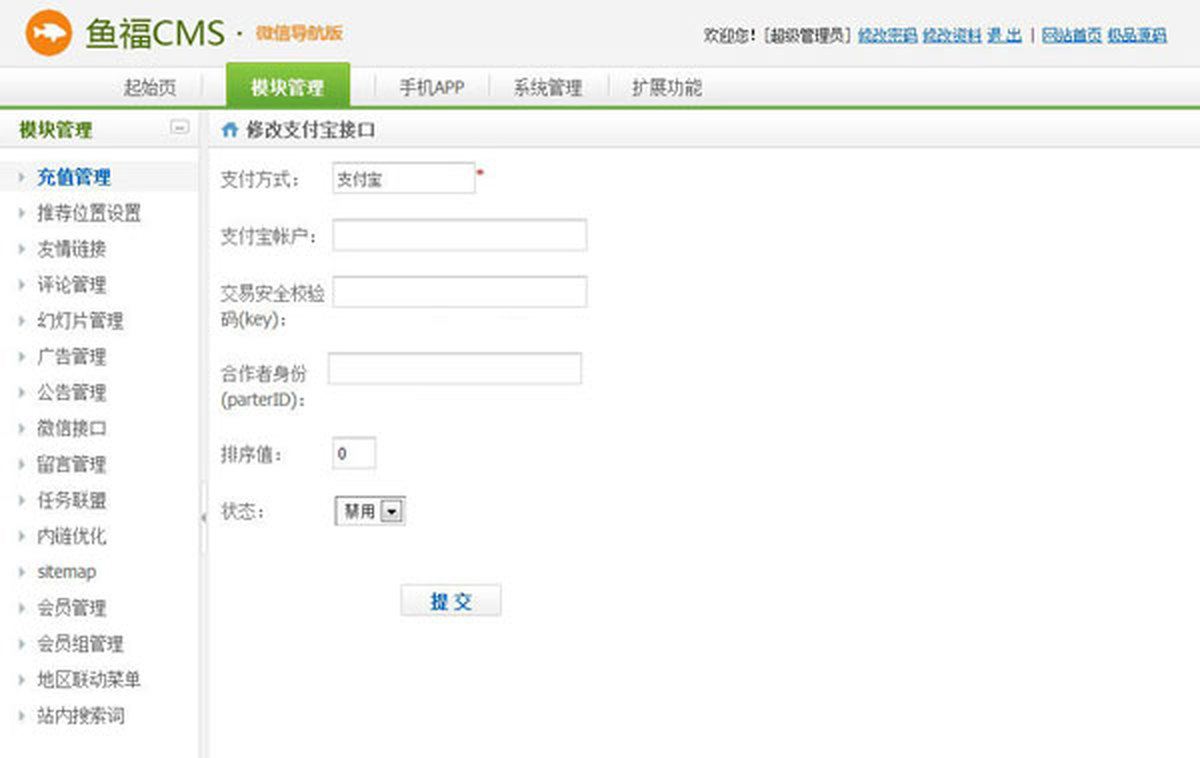 鱼福CMS · 微信导航版
欢迎您！[超级管理员] 修改密码 修改资料 退 出 | 网站首页 极品源码
起始页 模块管理 手机APP 系统管理 扩展功能
模块管理
充值管理
推荐位置设置
友情链接
评论管理
幻灯片管理
广告管理
公告管理
微信接口
留言管理
任务联盟
内链优化
sitemap
会员管理
会员组管理
地区联动菜单
站内搜索词
修改支付宝接口
支付方式： 支付宝 *
支付宝帐户：
交易安全校验
码(key)：
合作者身份
(parterID)：
排序值： 0
状态： 禁用
提 交